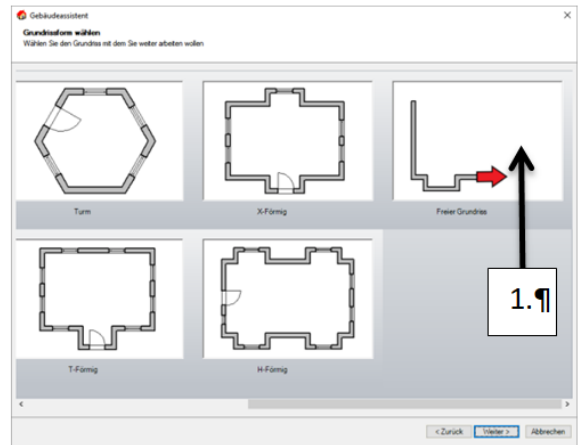 Gebäudeassistent
Grundrissform wählen
Wählen Sie den Grundriss mit dem Sie weiter arbeiten wollen
Turm
X-Förmig
Freier Grundriss
1.¶
T-Förmig
H-Förmig
< Zurück
Weiter >
Abbrechen